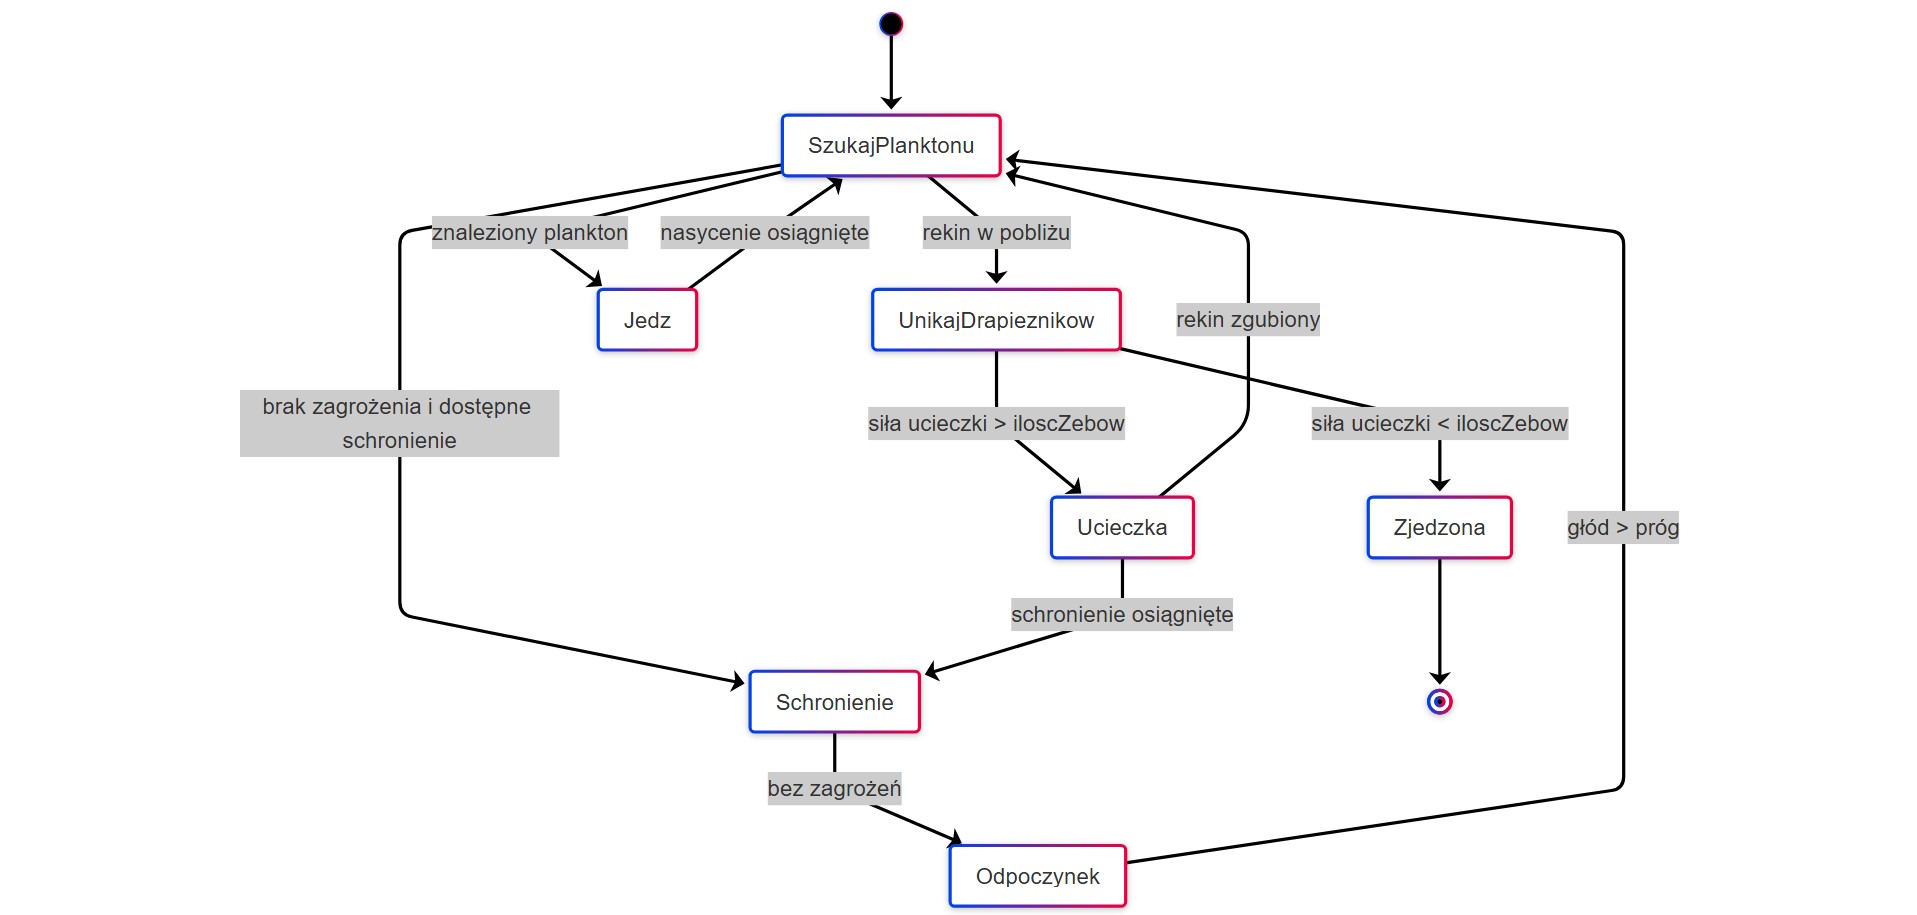 SzukajPlanktonu
znaleziony plankton
nasycenie osiągnięte
rekin w pobliżu
Jedz
UnikajDrapieznikow
rekin zgubiony
brak zagrożenia i dostępne
schronienie
siła ucieczki > iloscZebow
siła ucieczki < iloscZebow
Ucieczka
Zjedzona
głód > próg
schronienie osiągnięte
Schronienie
bez zagrożeń
Odpoczynek